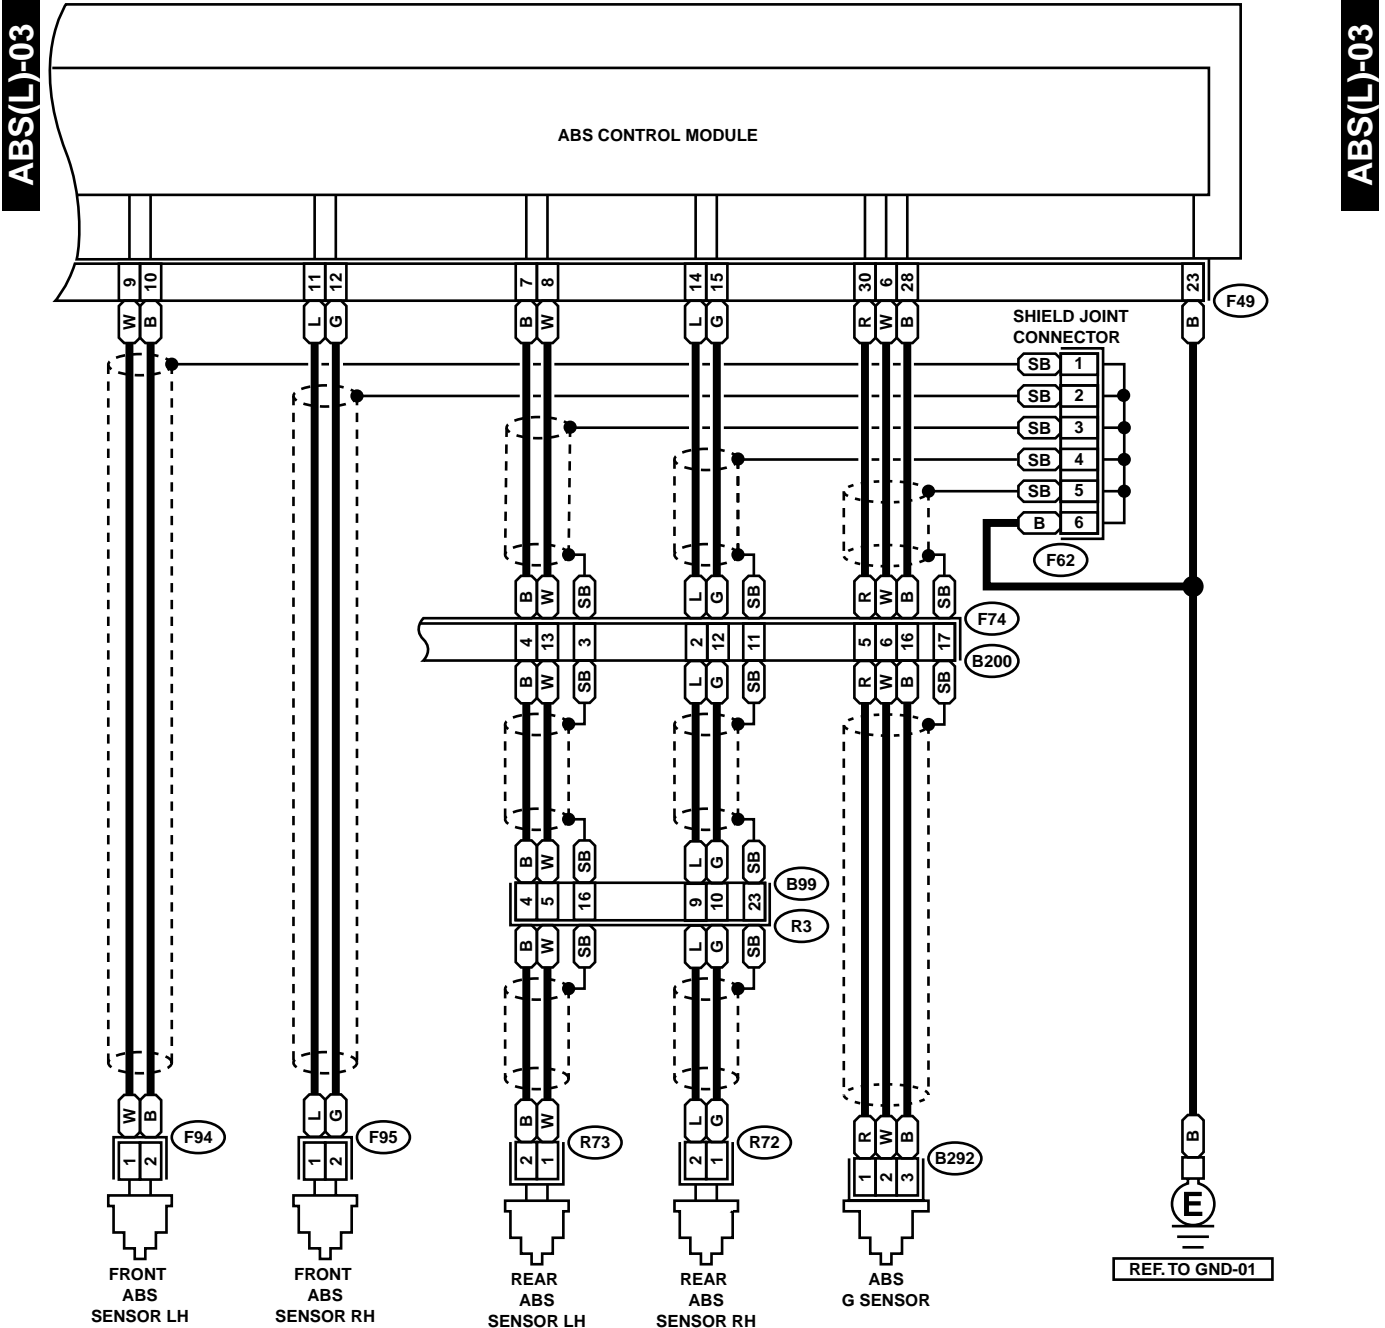 ABS(L)-03
ABS(L)-03
ABS CONTROL MODULE
9 10 11 12 7 8 14 15 30 6 28 23
F49
W B L G B W L G R W B B
SHIELD JOINT
CONNECTOR
SB 1
SB 2
SB 3
SB 4
SB 5
B 6
F62
B W SB L G SB R W B SB
F74
4 13 3 2 12 11 5 6 16 17
B200
B W SB L G SB R W B SB
B W SB L G SB
B99
4 5 16 9 10 23
R3
B W SB L G SB
W B L G B W L G R W B B
F94
F95
R73
R72
B292
1 2 1 2 2 1 2 1 1 2 3
E
REF. TO GND-01
FRONT
ABS
SENSOR LH
FRONT
ABS
SENSOR RH
REAR
ABS
SENSOR LH
REAR
ABS
SENSOR RH
ABS
G SENSOR